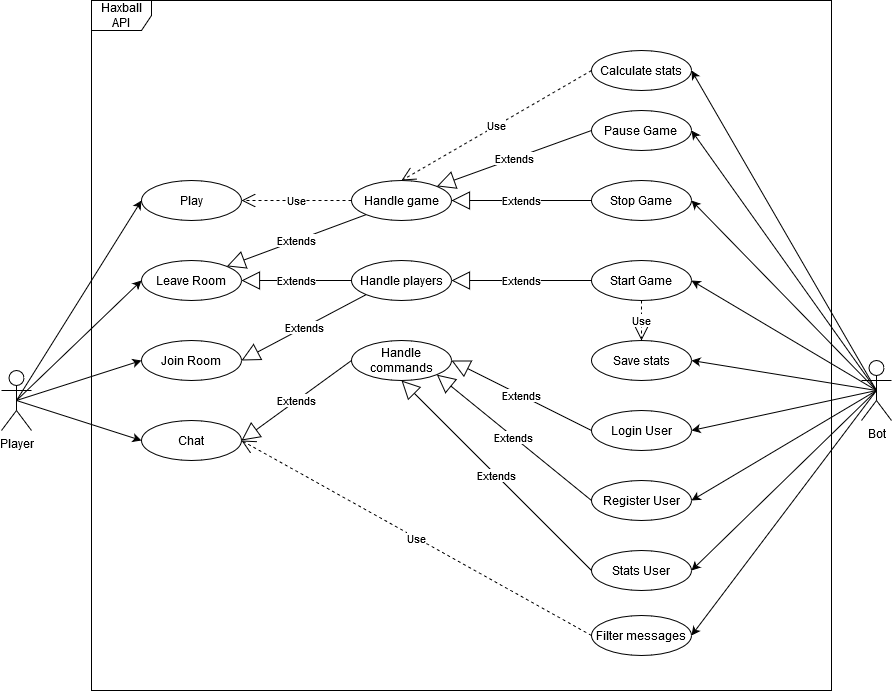 Haxball
API
Calculate stats
Use
Pause Game
Extends
Play
Use
Handle game
Extends
Stop Game
Extends
Leave Room
Extends
Handle players
Extends
Start Game
Extends
Use
Join Room
Handle
commands
Save stats
Extends
Extends
Login User
Player
Chat
Extends
Bot
Extends
Register User
Use
Stats User
Filter messages